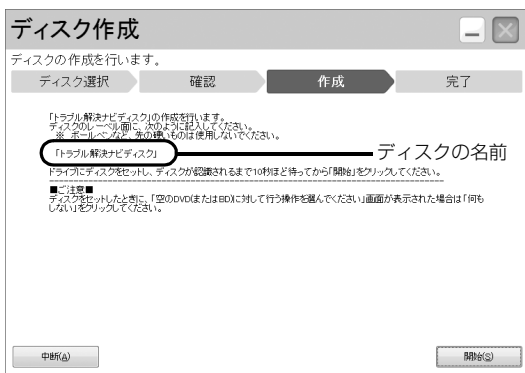 ディスク作成
ディスクの作成を行います。
ディスク選択
確認
作成
完了
「トラブル解決ナビディスク」の作成を行います。
ディスクのレーベル面に、次のように記入してください。
※ ボールペンなど、先の硬いものは使用しないでください。
「トラブル解決ナビディスク」
ディスクの名前
ドライブにディスクをセットし、ディスクが認識されるまで10秒ほど待ってから「開始」をクリックしてください。
■ご注意■
ディスクをセットしたときに、「空のDVD(またはBD)に対して行う操作を選んでください」画面が表示された場合は「何も
しない」をクリックしてください。
中断(A)
開始(S)